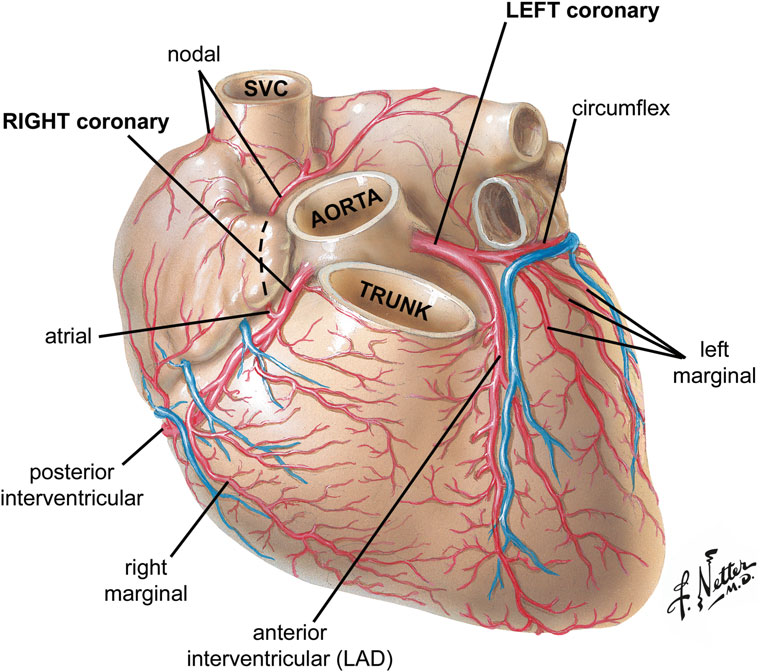 LEFT coronary
nodal
SVC
circumflex
RIGHT coronary
AORTA
TRUNK
atrial
left
marginal
posterior
interventricular
right
marginal
anterior
interventricular (LAD)
F. Netter
M.D.